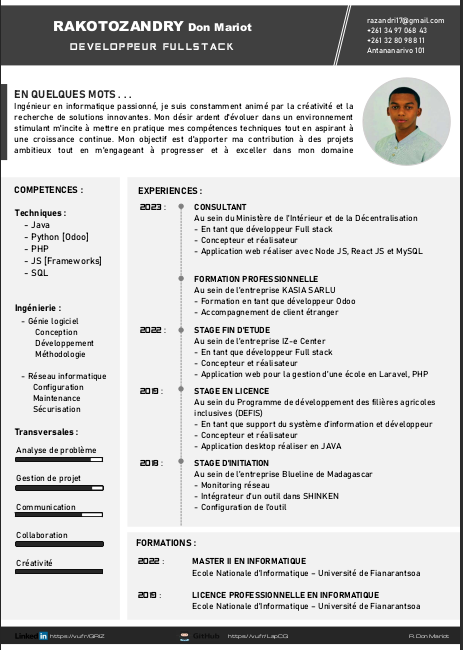 RAKOTOZANDRY Don Mariot
DEVELOPPEUR FULLSTACK
razandri17@gmail.com
+261 34 97 068 43
+261 32 80 988 11
Antananarivo 101
EN QUELQUES MOTS . . .
Ingénieur en informatique passionné, je suis constamment animé par la créativité et la
recherche de solutions innovantes. Mon désir ardent d'évoluer dans un environnement
stimulant m'incite à mettre en pratique mes compétences techniques tout en aspirant à
une croissance continue. Mon objectif est d'apporter ma contribution à des projets
ambitieux tout en m'engageant à progresser et à exceller dans mon domaine
COMPETENCES :
Techniques :
- Java
- Python [Odoo]
- PHP
- JS [Frameworks]
- SQL
Ingénierie :
- Génie logiciel
Conception
Développement
Méthodologie
- Réseau informatique
Configuration
Maintenance
Sécurisation
Transversales :
Analyse de problème
Gestion de projet
Communication
Collaboration
Créativité
EXPERIENCES :
2023 : CONSULTANT
Au sein du Ministère de l'Intérieur et de la Décentralisation
- En tant que développeur Full stack
- Concepteur et réalisateur
- Application web réaliser avec Node JS, React JS et MySQL
FORMATION PROFESSIONNELLE
Au sein de l'entreprise KASIA SARLU
- Formation en tant que développeur Odoo
- Accompagnement de client étranger
2022 : STAGE FIN D'ETUDE
Au sein de l'entreprise IZ-e Center
- En tant que développeur Full stack
- Concepteur et réalisateur
- Application web pour la gestion d'une école en Laravel, PHP
2019 : STAGE EN LICENCE
Au sein du Programme de développement des filières agricoles
inclusives (DEFIS)
- En tant que support du système d'information et développeur
- Concepteur et réalisateur
- Application desktop réaliser en JAVA
2018 : STAGE D'INITIATION
Au sein de l'entreprise Blueline de Madagascar
- Monitoring réseau
- Intégrateur d'un outil dans SHINKEN
- Configuration de l'outil
FORMATIONS :
2022 : MASTER II EN INFORMATIQUE
Ecole Nationale d'Informatique – Université de Fianarantsoa
2019 : LICENCE PROFESSIONNELLE EN INFORMATIQUE
Ecole Nationale d'Informatique – Université de Fianarantsoa
Linked in
GitHub
R. Don Mariot